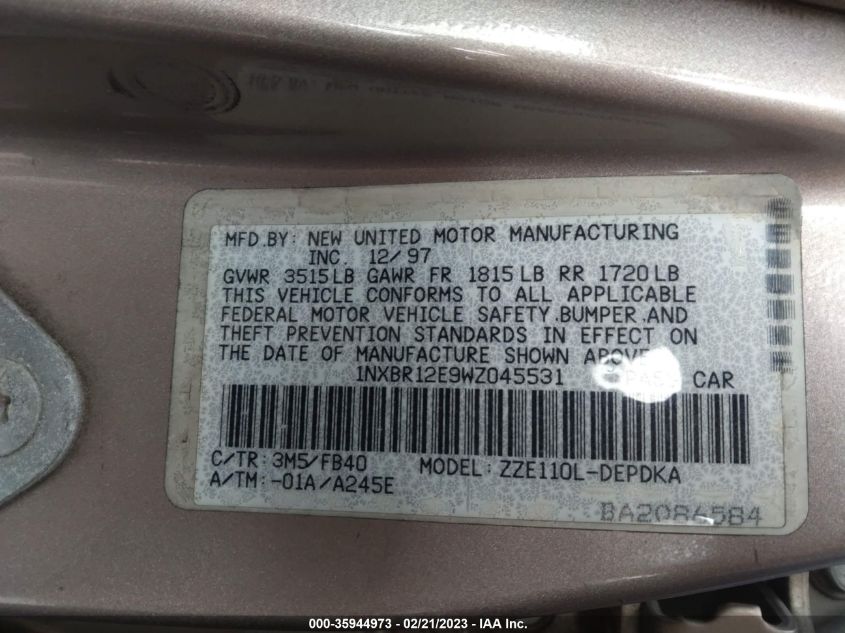 MFD.BY: NEW UNITED MOTOR MANUFACTURING
INC. 12/97
GVWR 3515LB GAWR FR 1815LB RR 1720LB
THIS VEHICLE CONFORMS TO ALL APPLICABLE
FEDERAL MOTOR VEHICLE SAFETY,BUMPER,AND
THEFT PREVENTION STANDARDS IN EFFECT ON
THE DATE OF MANUFACTURE SHOWN ABOVE.
1NXBR12E9WZ045531 PASS CAR
C/TR: 3M5/FB40 MODEL: ZZE110L-DEPDKA
A/TM: -01A/A245E
BA2086584
000-35944973 - 02/21/2023 - IAA Inc.